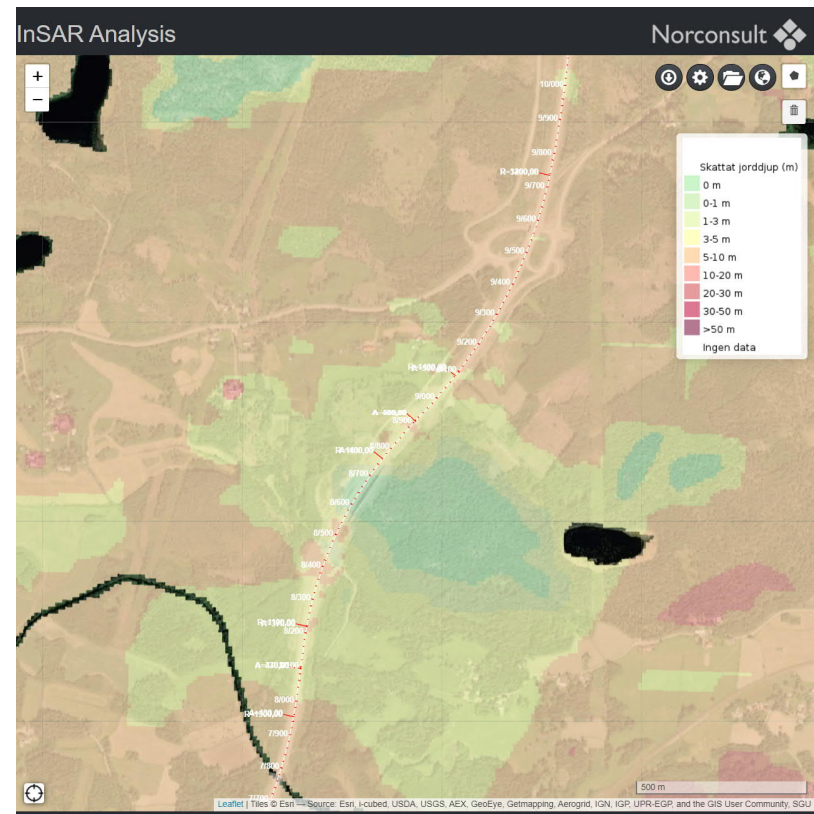 InSAR Analysis
Norconsult
+
−
10/000
9/900
9/800
9/700
9/600
9/500
9/400
9/300
9/200
9/000
8/800
8/700
8/600
8/500
8/400
8/300
8/200
8/000
7/900
7/800
Skattat jorddjup (m)
0 m
0-1 m
1-3 m
3-5 m
5-10 m
10-20 m
20-30 m
30-50 m
>50 m
Ingen data
500 m
Leaflet | Tiles © Esri — Source: Esri, i-cubed, USDA, USGS, AEX, GeoEye, Getmapping, Aerogrid, IGN, IGP, UPR-EGP, and the GIS User Community, SGU